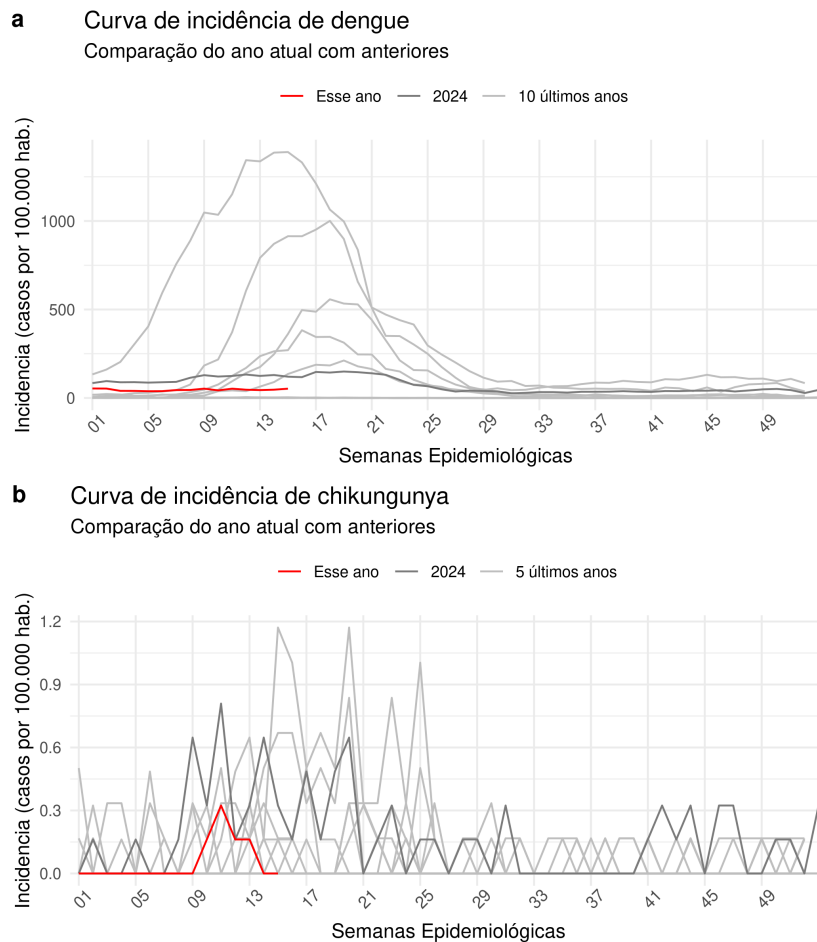 a
Curva de incidência de dengue
Comparação do ano atual com anteriores
Esse ano 2024 10 últimos anos
Incidencia (casos por 100.000 hab.)
1000
500
0
01 05 09 13 17 21 25 29 33 37 41 45 49
Semanas Epidemiológicas
b
Curva de incidência de chikungunya
Comparação do ano atual com anteriores
Esse ano 2024 5 últimos anos
Incidencia (casos por 100.000 hab.)
1.2
0.9
0.6
0.3
0.0
01 05 09 13 17 21 25 29 33 37 41 45 49
Semanas Epidemiológicas